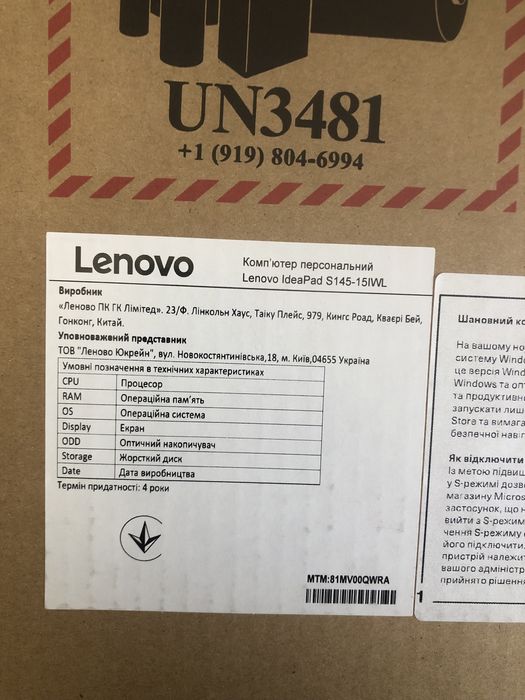 UN3481
+1 (919) 804-6994
Lenovo
Комп'ютер персональний
Lenovo IdeaPad S145-15IWL
Виробник
«Леново ПК ГК Лімітед». 23/Ф. Лінкольн Хаус, Таіку Плейс, 979, Кингс Роад, Кваєрі Бей,
Гонконг, Китай.
Уповноважений представник
ТОВ "Леново Юкрейн", вул. Новокостянтинівська,18, м. Київ,04655 Україна
Умовні позначення в технічних характеристиках
CPU Процесор
RAM Операційна пам'ять
OS Операційна система
Display Екран
ODD Оптичний накопичувач
Storage Жорсткий диск
Date Дата виробництва
Термін придатності: 4 роки
MTM:81MV00QWRA
Шановний
На вашому
систему
це версія
Windows та
та продуктивн
запускати лиш
Store та вимага
безпечної
Як відключити
Із метою підвищ
у S-режимі дозв
магазину Micros
застосунок, що
вийти з S-режим
чення S-режиму
його підключити.
пристрій належит
вашого адміністр
прийнято рішення
1